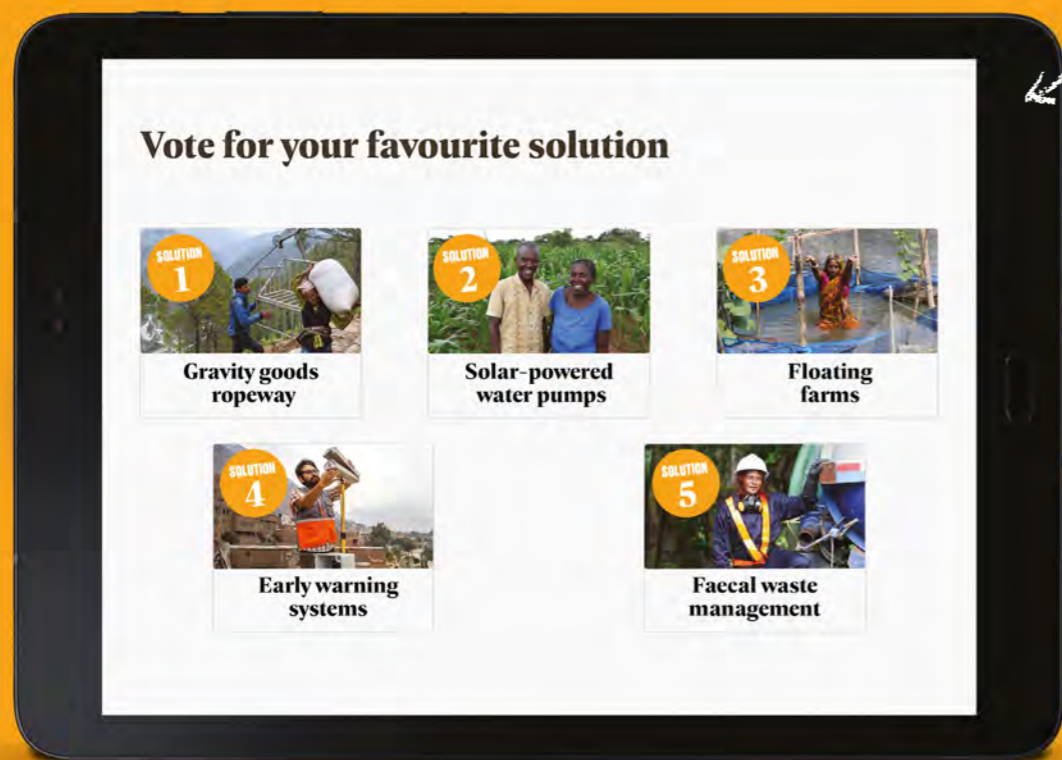 Vote for your favourite solution
SOLUTION
1
Gravity goods
ropeway
SOLUTION
2
Solar-powered
water pumps
SOLUTION
3
Floating
farms
SOLUTION
4
Early warning
systems
SOLUTION
5
Faecal waste
management